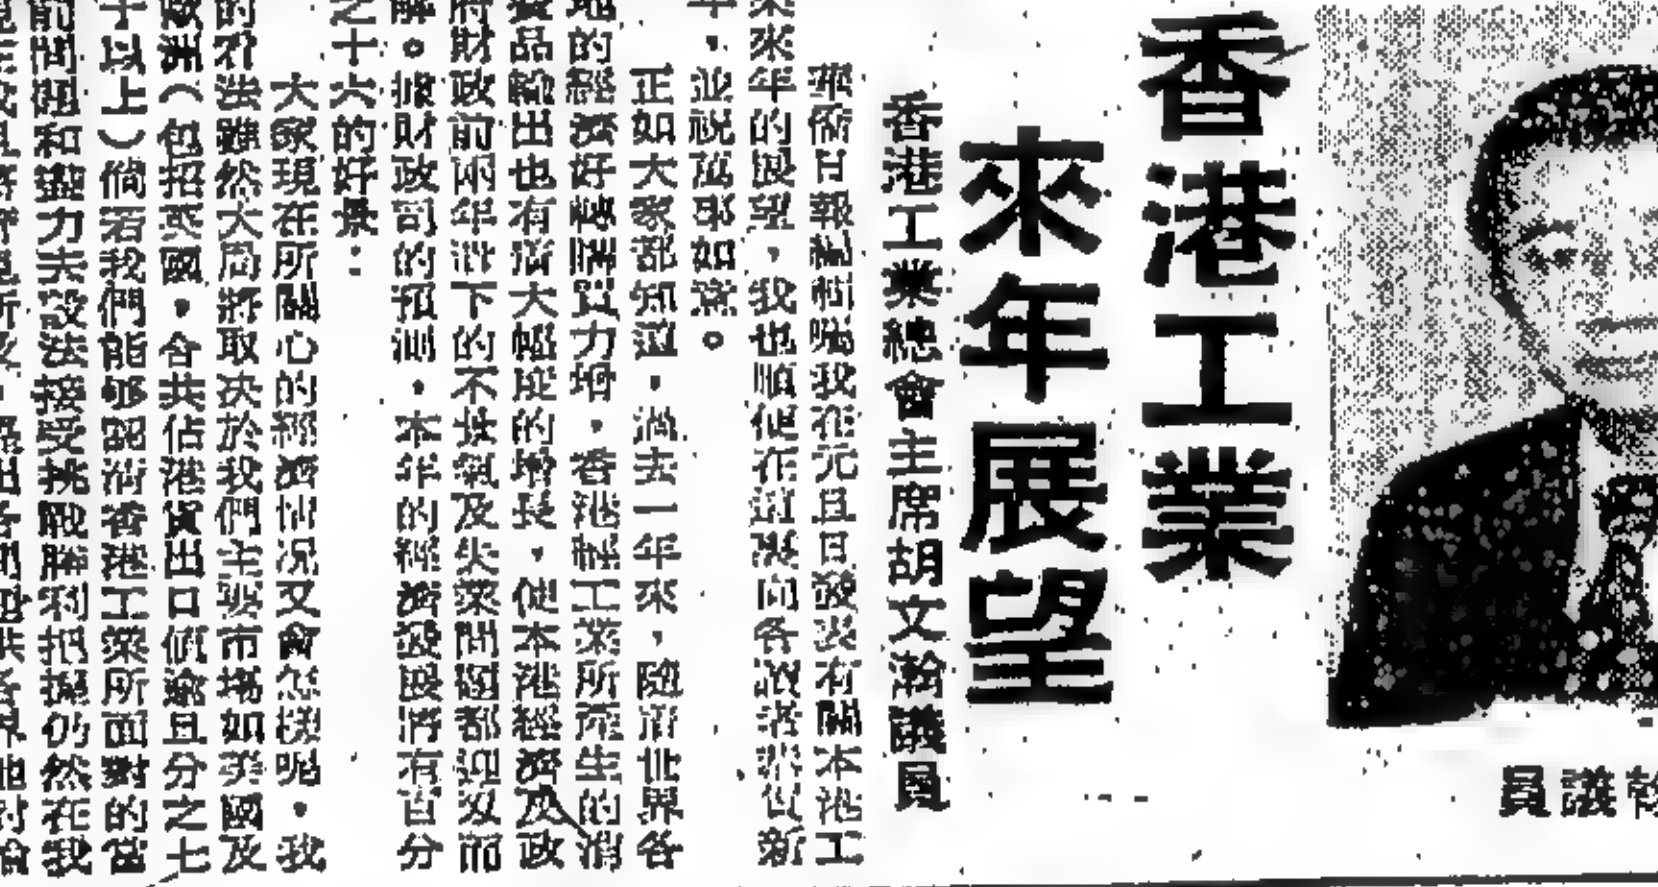 香港工業
來年展望
香港工業總會主席胡文瀚議員
華僑日報編輯囑我在元旦日發表有關本港工
業來年的展望,我也順便在這裏向各讀者恭賀新
年,並祝萬事如意。
正如大家都知道,過去一年來,隨着世界各
地的經濟好轉購買力增,香港輕工業所產生的消
費品輸出也有廣大幅度的增長,使本港經濟及政
府財政前兩年滑下的不景氣及失業問題都迎刃而
解。據財政司的預測,本年的經濟發展將有百分
之十六的好景:
大家現在所關心的經濟情况又會怎樣呢,我
的看法雖然大局將取决於我們主要市場如美國及
歐洲(包括英國,合共佔港貨出口值逾且分之七
十以上)倘若我們能够認清香港工業所面對的當
前問題和盡力去設法接受挑戰勝利把握仍然在我
議員